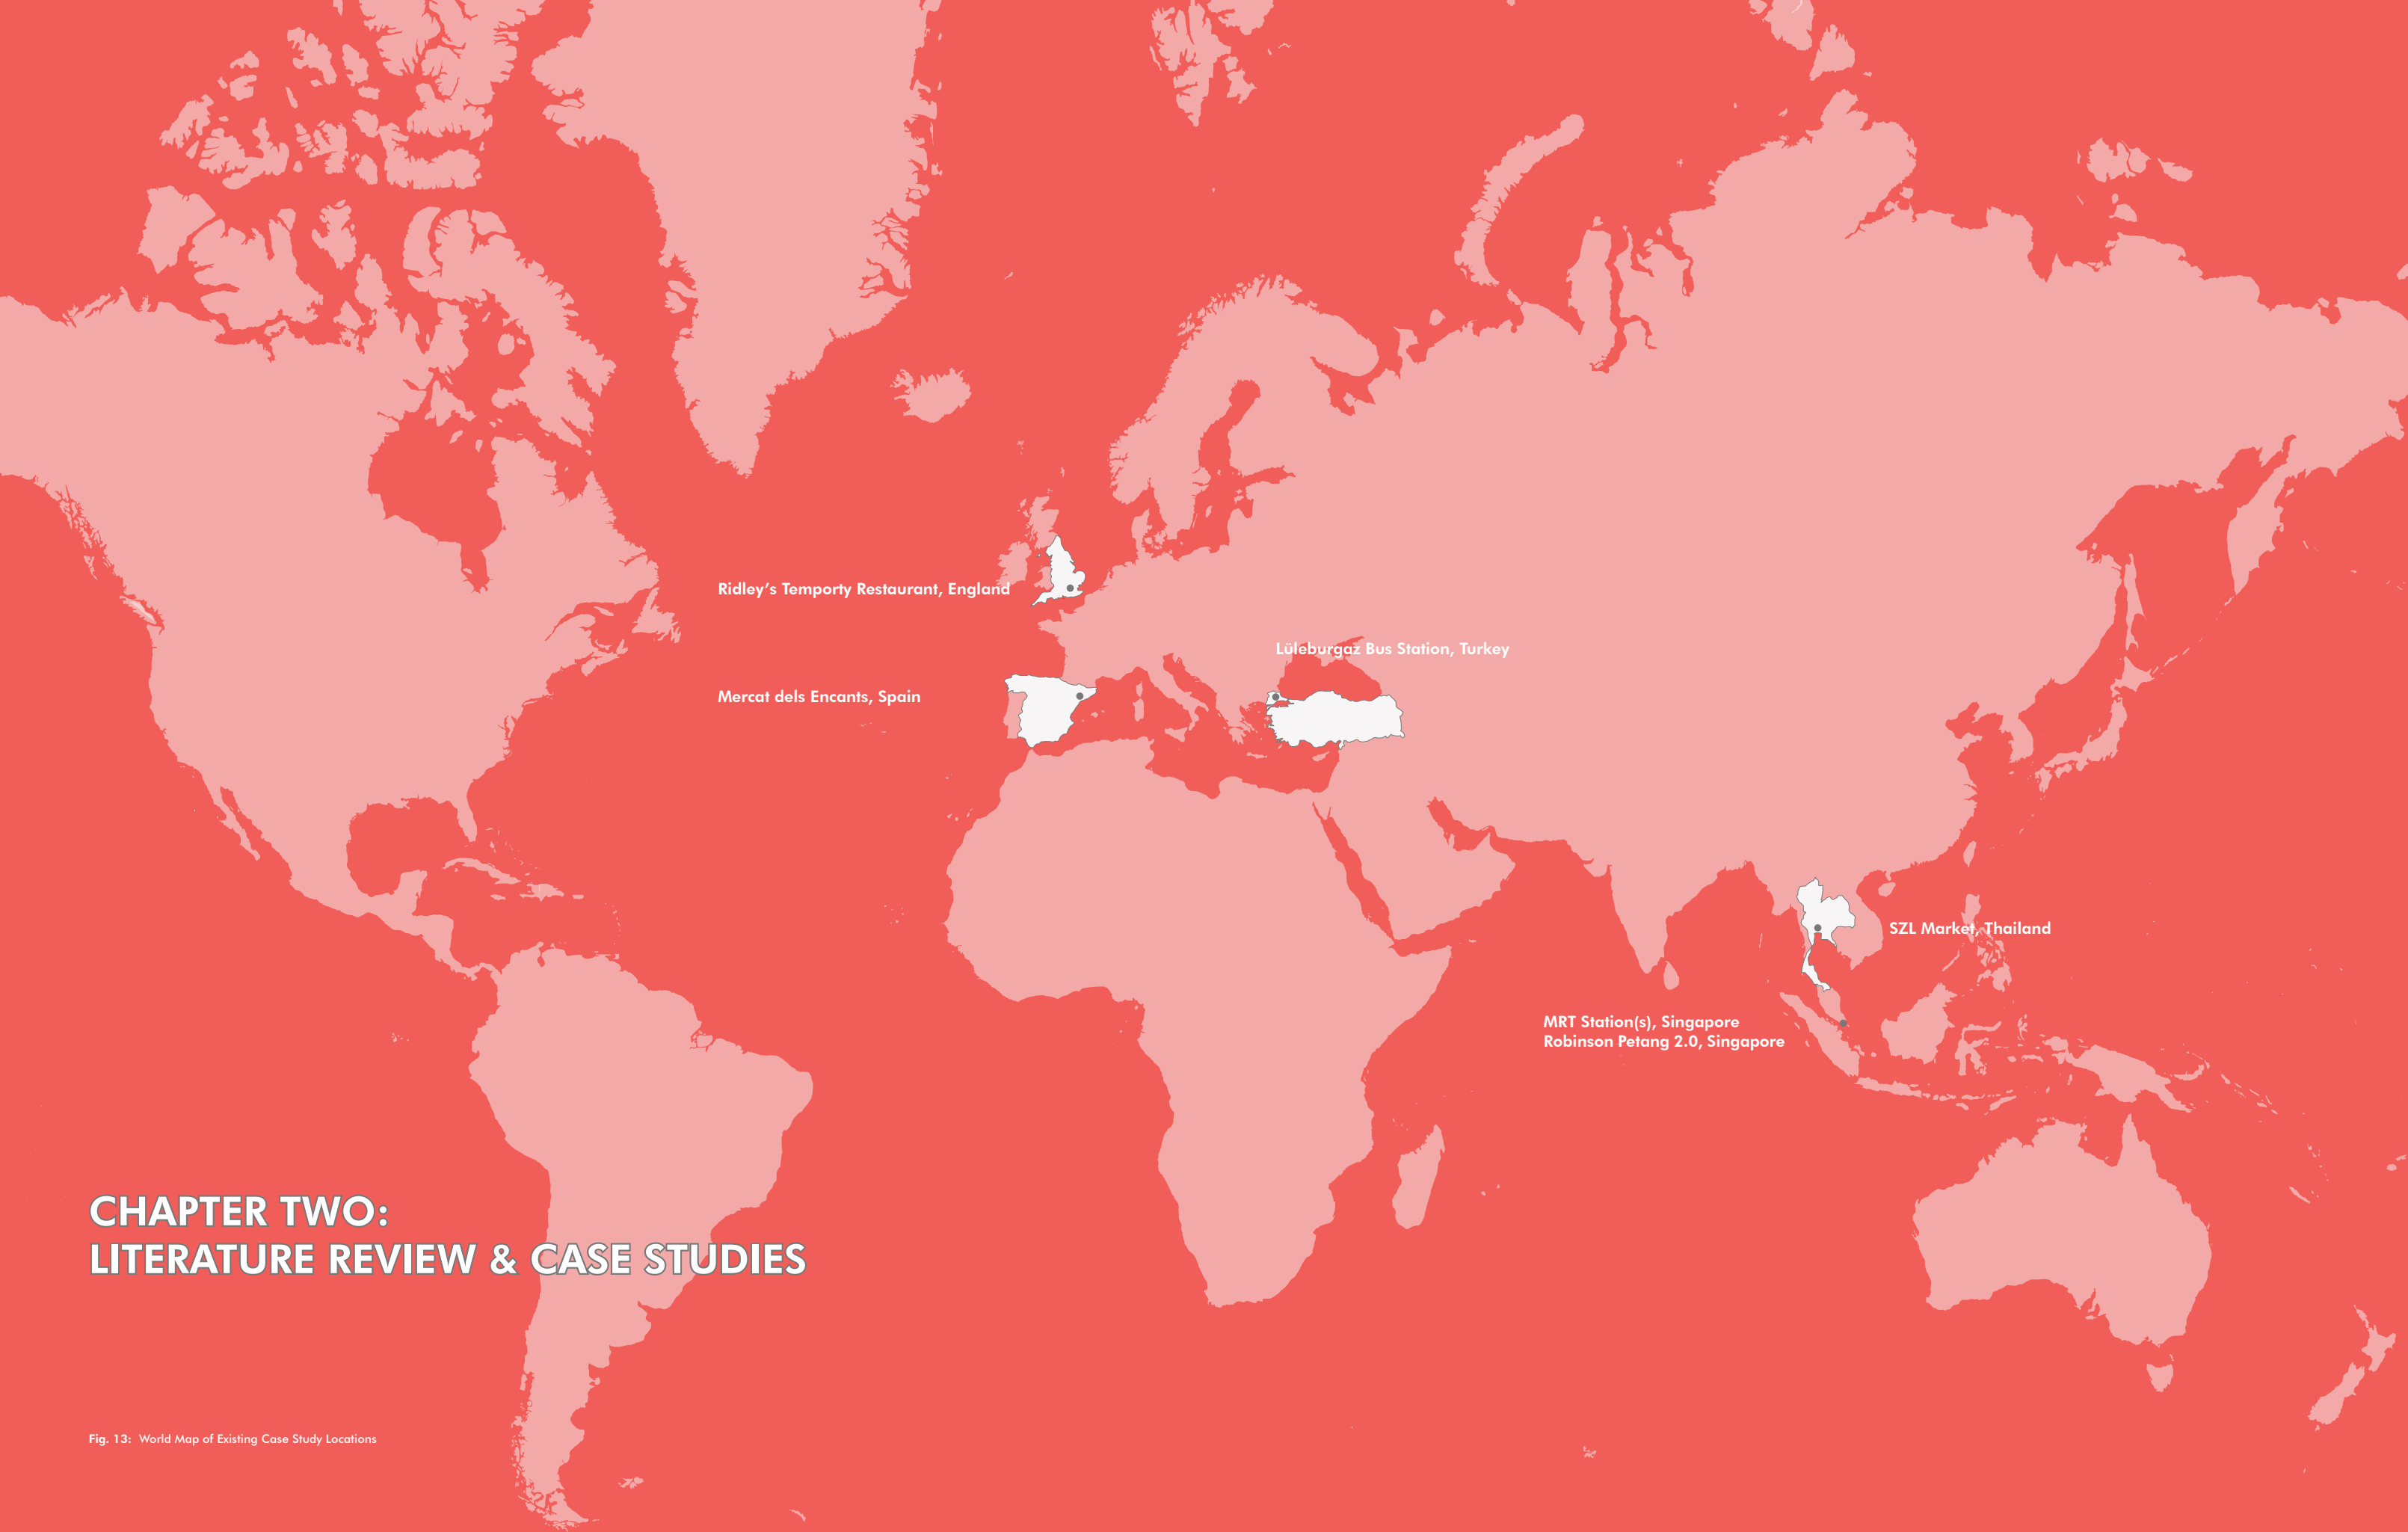 Ridley’s Temporty Restaurant, England
Lüleburgaz Bus Station, Turkey
Mercat dels Encants, Spain
SZL Market, Thailand
MRT Station(s), Singapore
Robinson Petang 2.0, Singapore
CHAPTER TWO:
LITERATURE REVIEW & CASE STUDIES
Fig. 13: World Map of Existing Case Study Locations